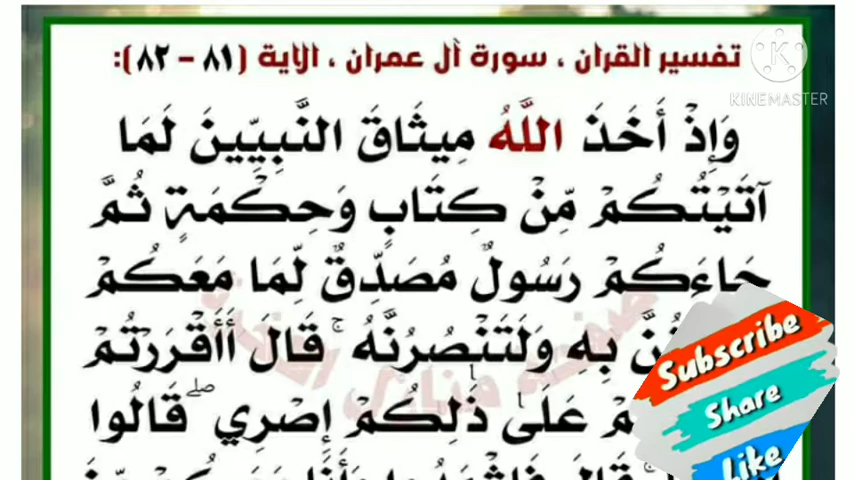 تفسير القرآن ، سورة آل عمران ، الآية (٨١ – ٨٢):
KINEMASTER
وَإِذْ أَخَذَ اللَّهُ مِيثَاقَ النَّبِيِّينَ لَمَا
آتَيْتُكُمْ مِّنْ كِتَابٍ وَحِكْمَةٍ ثُمَّ
جَاءَكُمْ رَسُولٌ مُصَدِّقٌ لِّمَا مَعَكُمْ
بِهِ وَلَتَنْصُرُنَّهُ ۚ قَالَ أَأَقْرَرْتُمْ
عَلَىٰ ذَٰلِكُمْ إِصْرِي ۖ قَالُوا
Subscribe
Share
Like